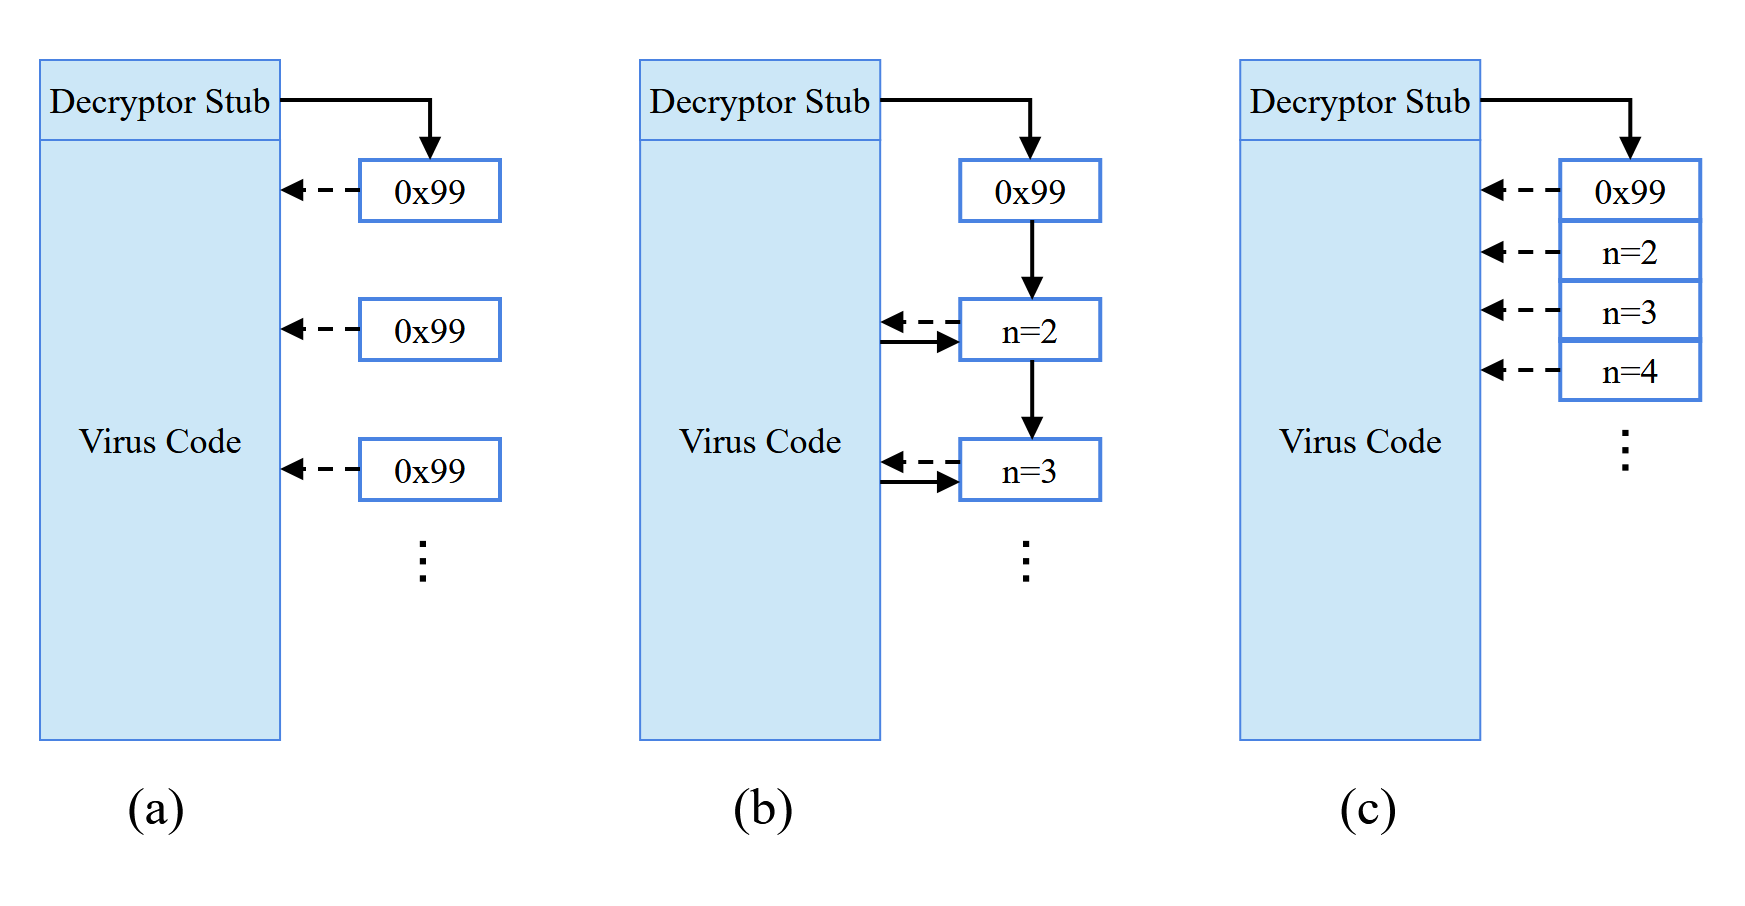 Decryptor Stub
0x99
0x99
Virus Code
0x99
(a)
Decryptor Stub
0x99
n=2
Virus Code
n=3
(b)
Decryptor Stub
0x99
n=2
n=3
n=4
Virus Code
(c)